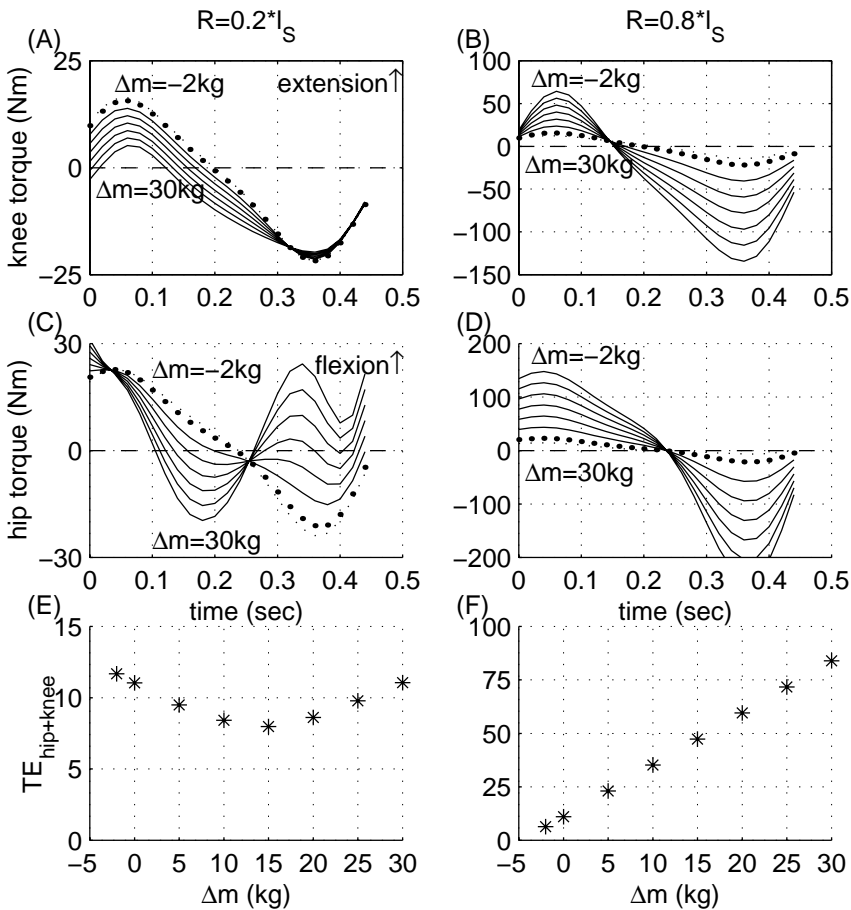 R=0.2*l_S
R=0.8*l_S
(A)
knee torque (Nm)
25
0
−25
Δm=−2kg
extension↑
Δm=30kg
0 0.1 0.2 0.3 0.4 0.5
(B)
100
50
0
−50
−100
−150
Δm=−2kg
Δm=30kg
0 0.1 0.2 0.3 0.4 0.5
(C)
hip torque (Nm)
30
0
−30
Δm=−2kg
flexion↑
Δm=30kg
0 0.1 0.2 0.3 0.4 0.5
time (sec)
(D)
200
100
0
−100
−200
Δm=−2kg
Δm=30kg
0 0.1 0.2 0.3 0.4 0.5
time (sec)
(E)
TE_hip+knee
15
10
5
0
−5 0 5 10 15 20 25 30
Δm (kg)
(F)
100
75
50
25
0
−5 0 5 10 15 20 25 30
Δm (kg)